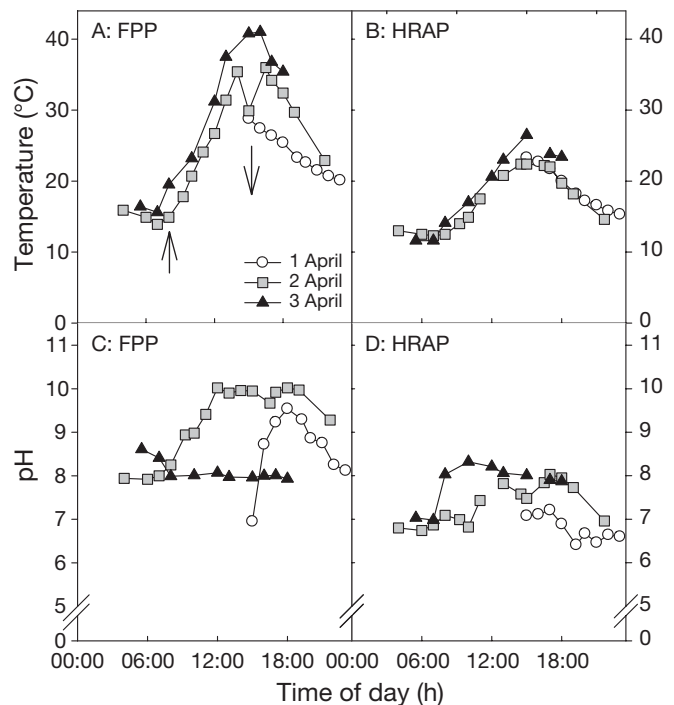 A: FPP
B: HRAP
40
30
20
10
0
Temperature (°C)
1 April
2 April
3 April
40
30
20
10
0
C: FPP
D: HRAP
11
10
9
8
7
6
5
0
pH
11
10
9
8
7
6
5
0
00:00 06:00 12:00 18:00 00:00 06:00 12:00 18:00
Time of day (h)